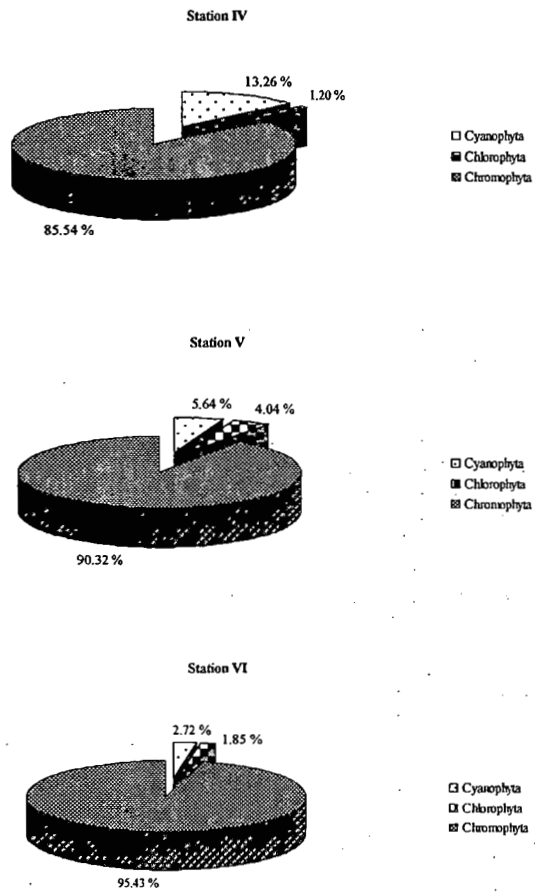 Station IV
13.26 %
1.20 %
Cyanophyta
Chlorophyta
Chromophyta
85.54 %
Station V
5.64 %
4.04 %
Cyanophyta
Chlorophyta
Chromophyta
90.32 %
Station VI
2.72 %
1.85 %
Cyanophyta
Chlorophyta
Chromophyta
95.43 %